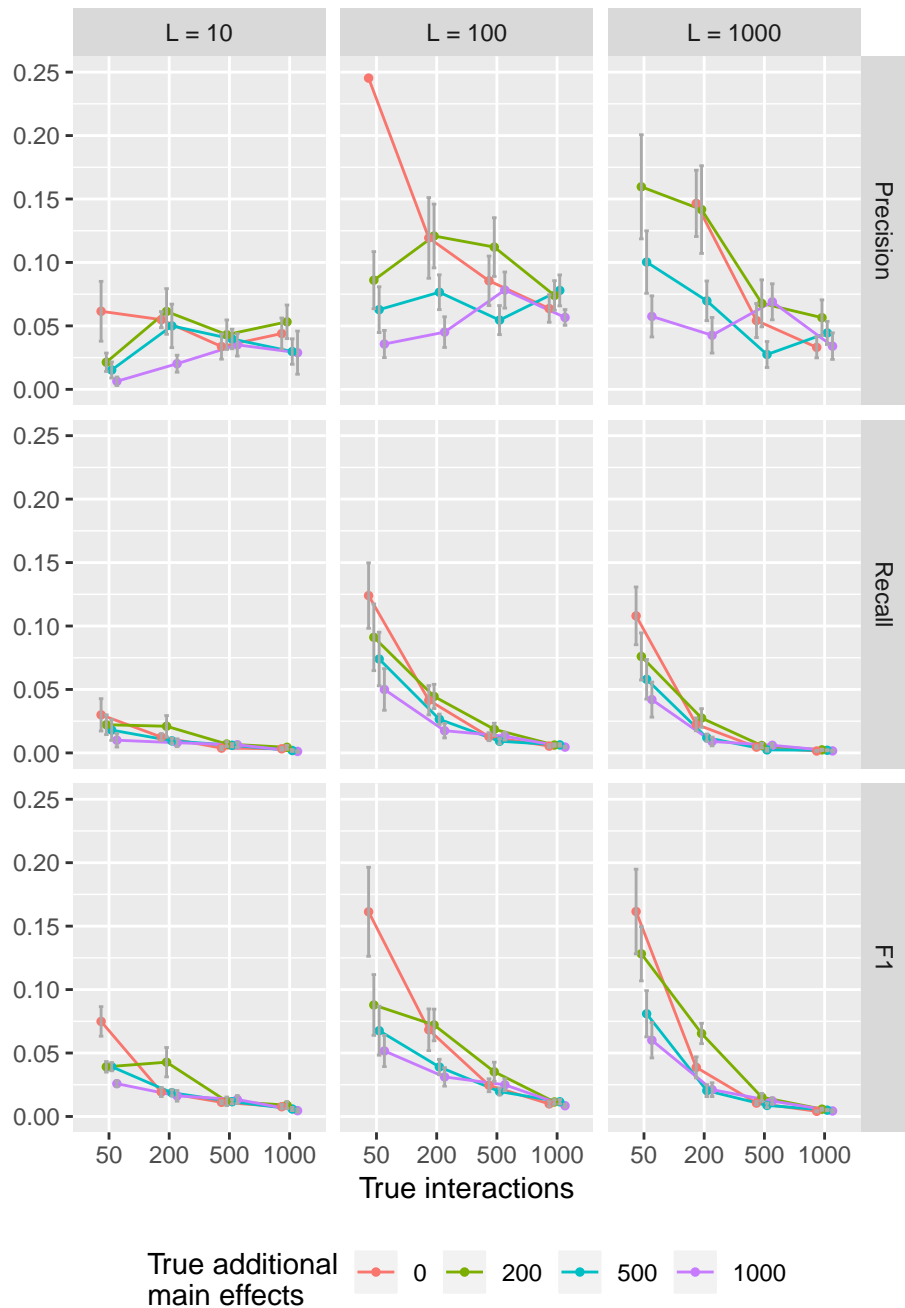 L = 10 L = 100 L = 1000
0.25
0.20
0.15
0.10
0.05
0.00
Precision
0.25
0.20
0.15
0.10
0.05
0.00
Recall
0.25
0.20
0.15
0.10
0.05
0.00
F1
50 200 500 1000 50 200 500 1000 50 200 500 1000
True interactions
True additional
main effects
0 200 500 1000